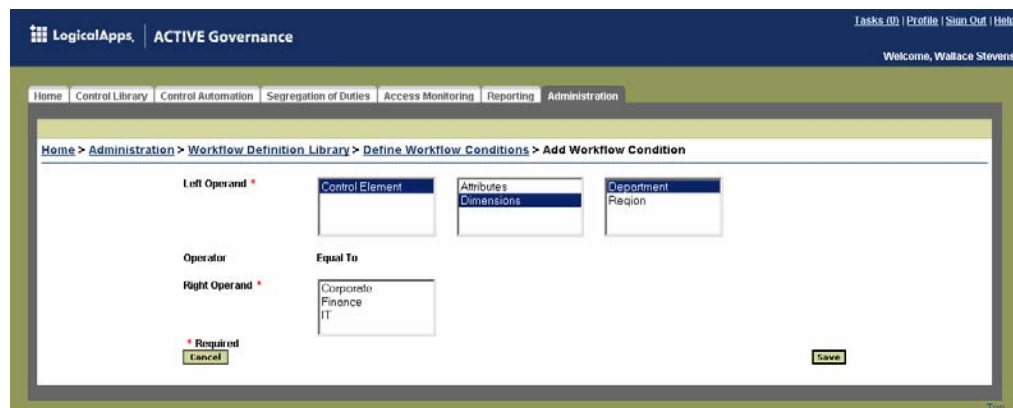 Tasks (0) | Profile | Sign Out | Help
LogicalApps. ACTIVE Governance
Welcome, Wallace Stevens
Home Control Library Control Automation Segregation of Duties Access Monitoring Reporting Administration
Home > Administration > Workflow Definition Library > Define Workflow Conditions > Add Workflow Condition
Left Operand * Control Element Attributes Department
Dimensions Region
Operator Equal To
Right Operand * Corporate
Finance
IT
* Required
Cancel Save